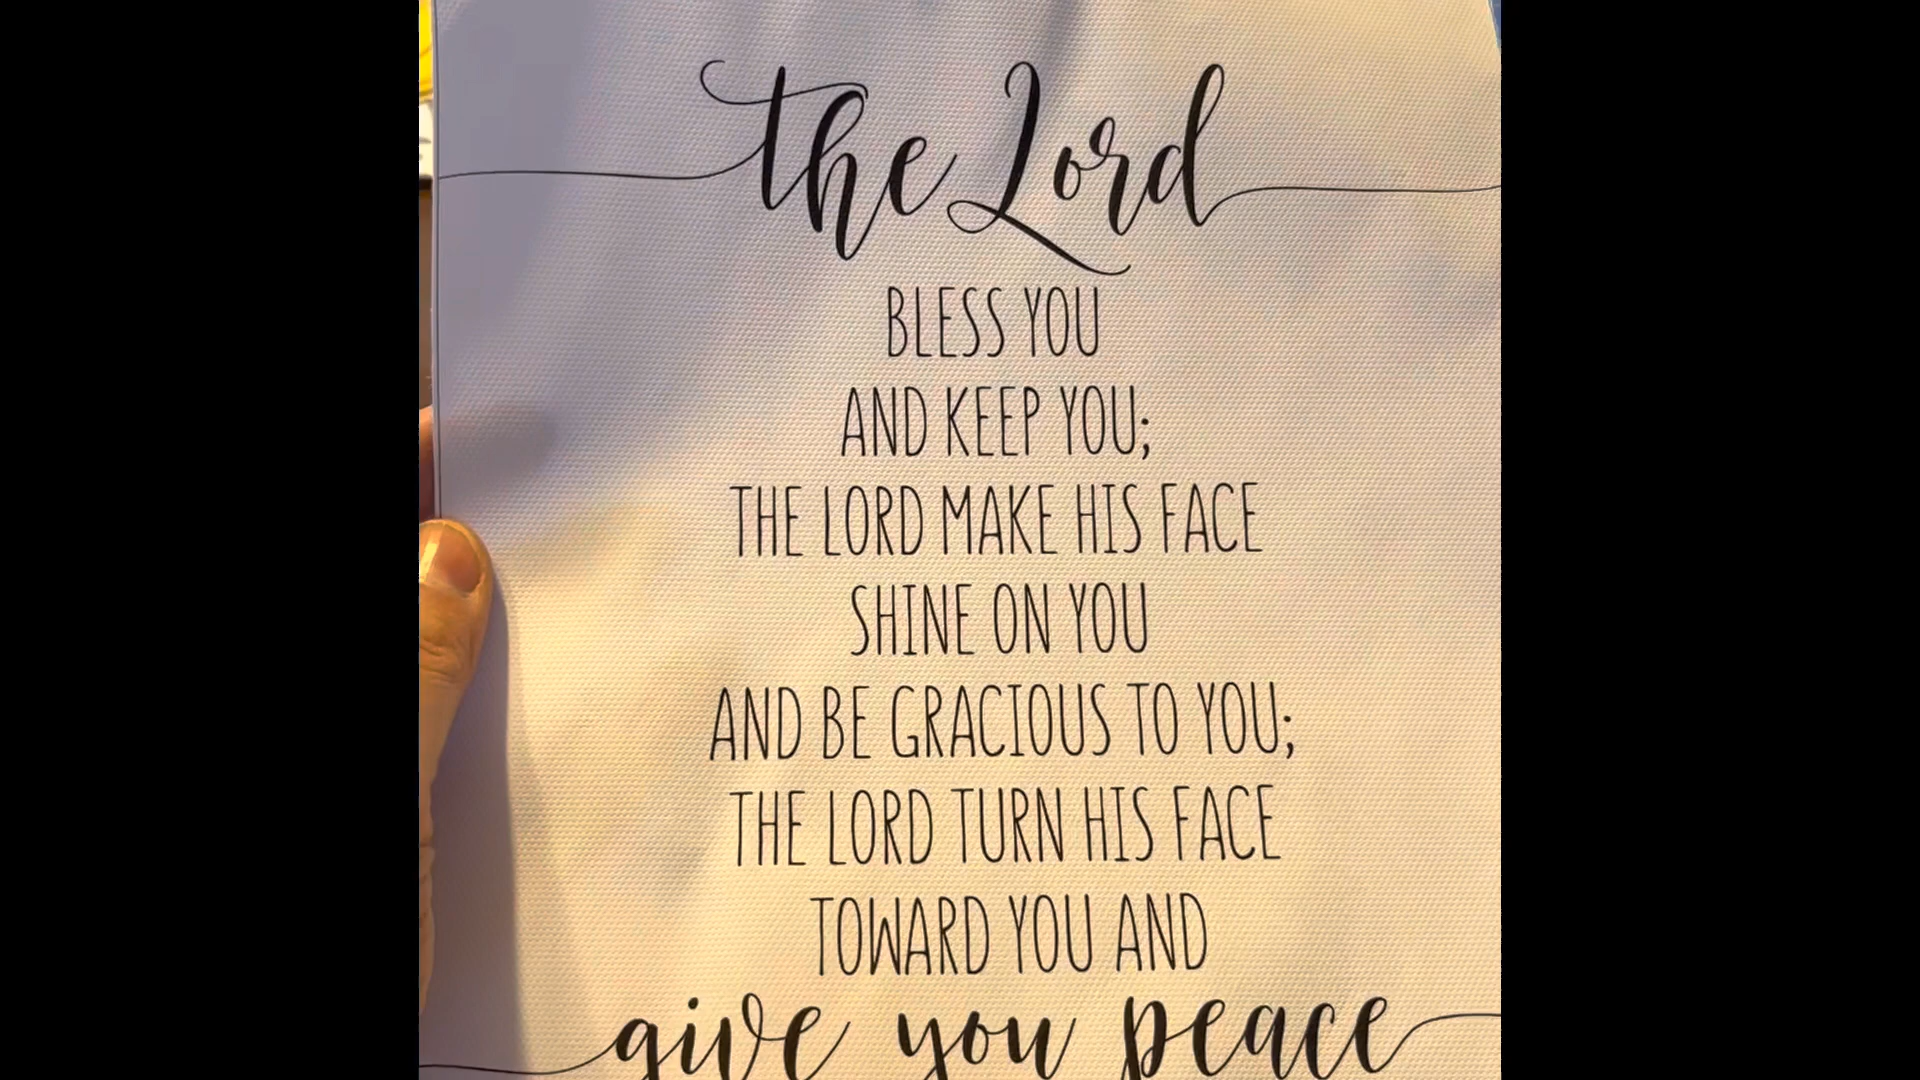 the Lord
BLESS YOU
AND KEEP YOU;
THE LORD MAKE HIS FACE
SHINE ON YOU
AND BE GRACIOUS TO YOU;
THE LORD TURN HIS FACE
TOWARD YOU AND
give you peace